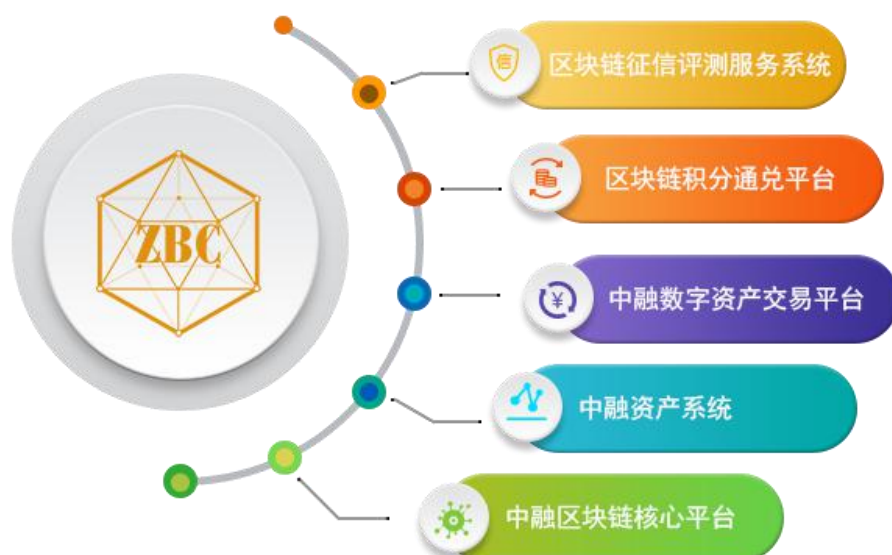 ZBC
信
区块链征信评测服务系统
区块链积分通兑平台
¥
中融数字资产交易平台
中融资产系统
中融区块链核心平台